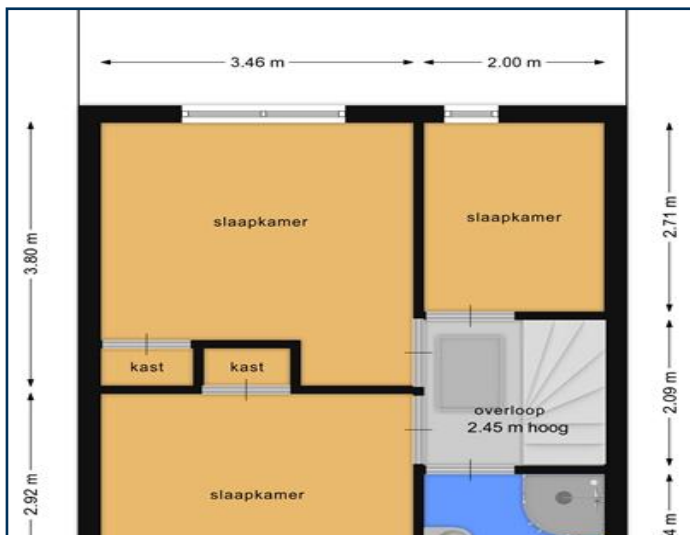 3.46 m
2.00 m
slaapkamer
slaapkamer
3.80 m
2.71 m
kast
kast
overloop
2.45 m hoog
2.09 m
slaapkamer
2.92 m
4 m